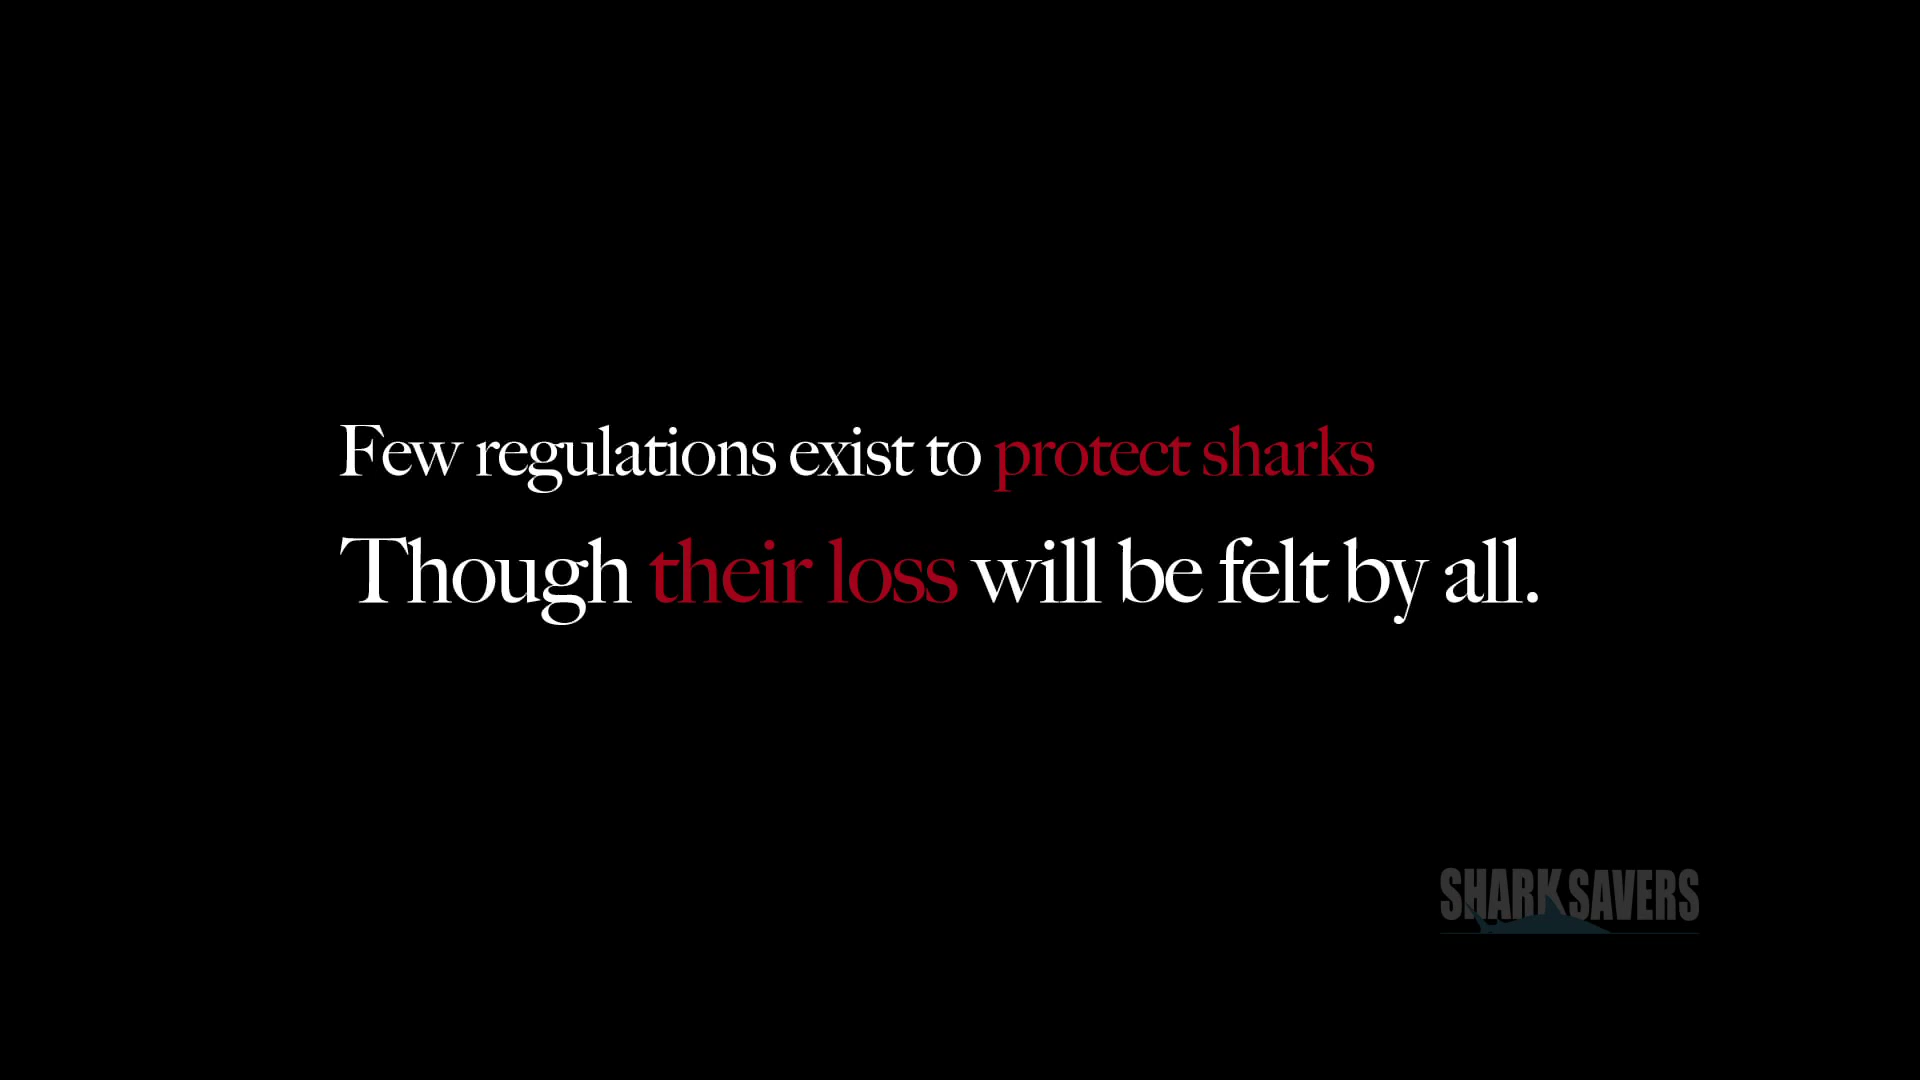 Few regulations exist to protect sharks
Though their loss will be felt by all.
SHARK SAVERS